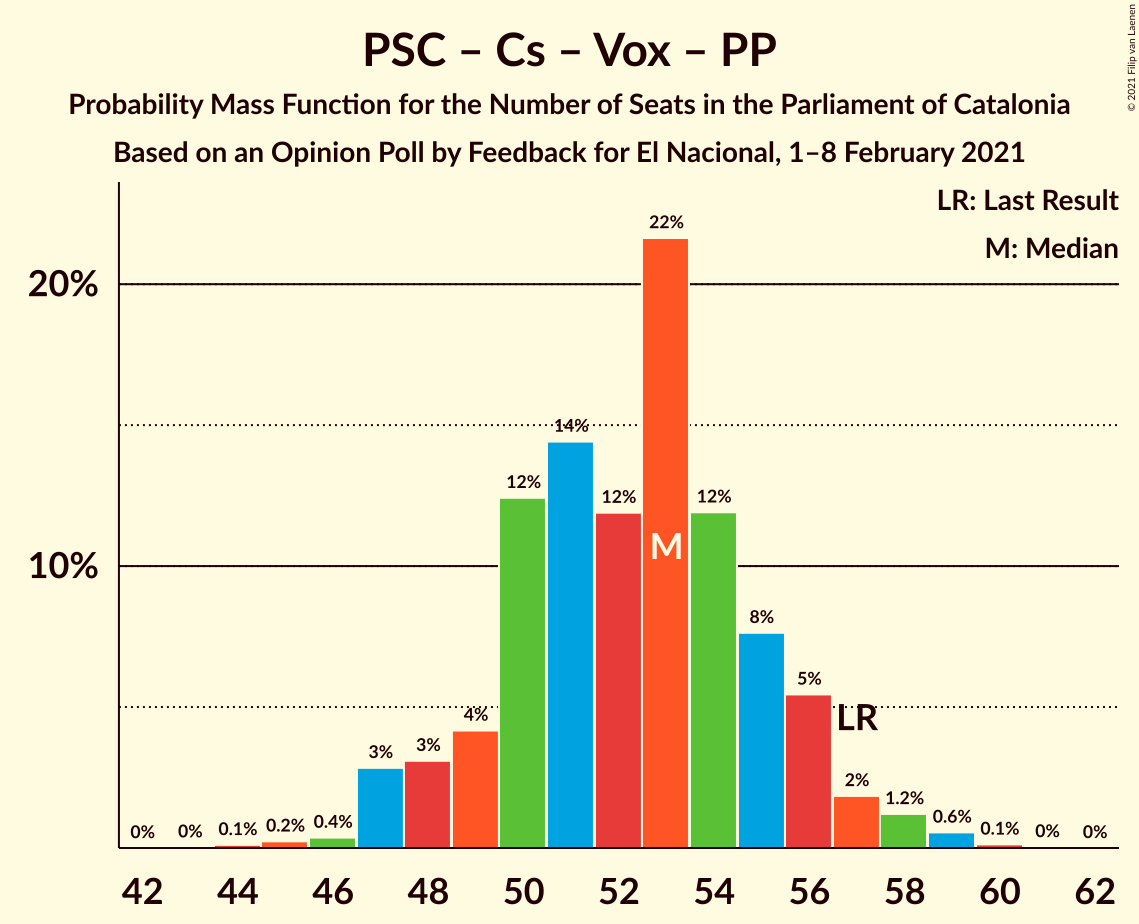 PSC – Cs – Vox – PP
Probability Mass Function for the Number of Seats in the Parliament of Catalonia
Based on an Opinion Poll by Feedback for El Nacional, 1–8 February 2021
© 2021 Filip van Laenen
LR: Last Result
M: Median
20%
10%
0%
0%
0.1%
0.2%
0.4%
3%
3%
4%
12%
14%
12%
22%
12%
8%
5%
2%
1.2%
0.6%
0.1%
0%
0%
M
LR
42 44 46 48 50 52 54 56 58 60 62